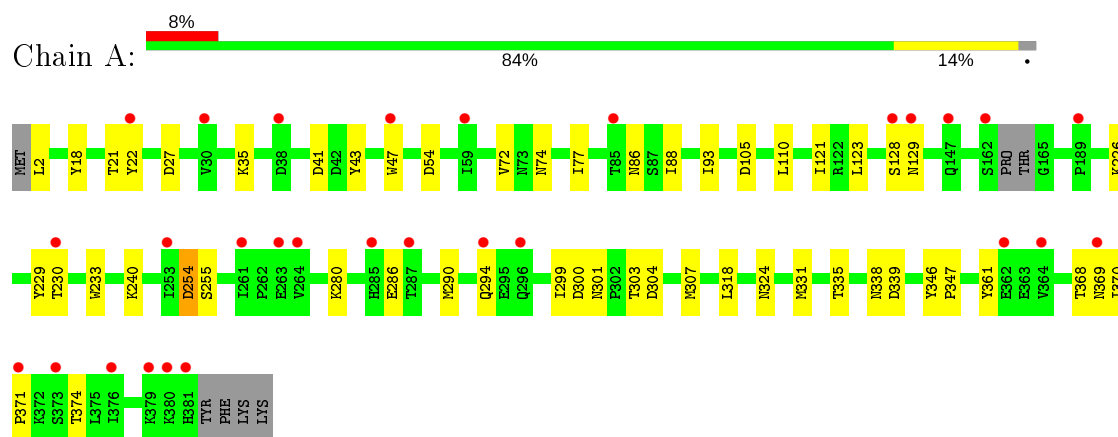 8%
Chain A:
84% 14%
MET L2 Y18 T21 Y22 D27 V30 K35 D38 D41 D42 Y43 W47 D54 I59 V72 N73 N74 I77 T85 N86 S87 I88 I93 D105 L110 I121 R122 L123 S128 N129 Q147 S162 PRO THR G165 P189 K226
Y229 T230 W233 K240 I253 D254 S255 I261 P262 E263 V264 K280 H285 E286 T287 M290 Q294 E295 Q296 I299 D300 N301 P302 T303 D304 M307 L318 N324 M331 T335 N338 D339 Y346 P347 Y361 E362 E363 V364 T368 N369 I370
P371 K372 S373 T374 L375 I376 K379 K380 H381 TYR PHE LYS LYS